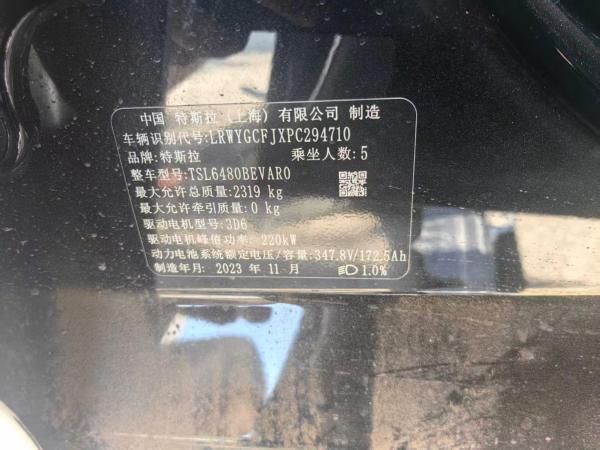 中国 特斯拉（上海）有限公司 制造
车辆识别代号:LRWYGCFJXPC294710
品牌:特斯拉 乘坐人数:5
整车型号:TSL6480BEVAR0
最大允许总质量:2319 kg
最大允许牵引质量:0 kg
驱动电机型号:3D6
驱动电机峰值功率: 220kW
动力电池系统额定电压/容量:347.8V/172.5Ah
制造年月: 2023 年 11 月 1.0%